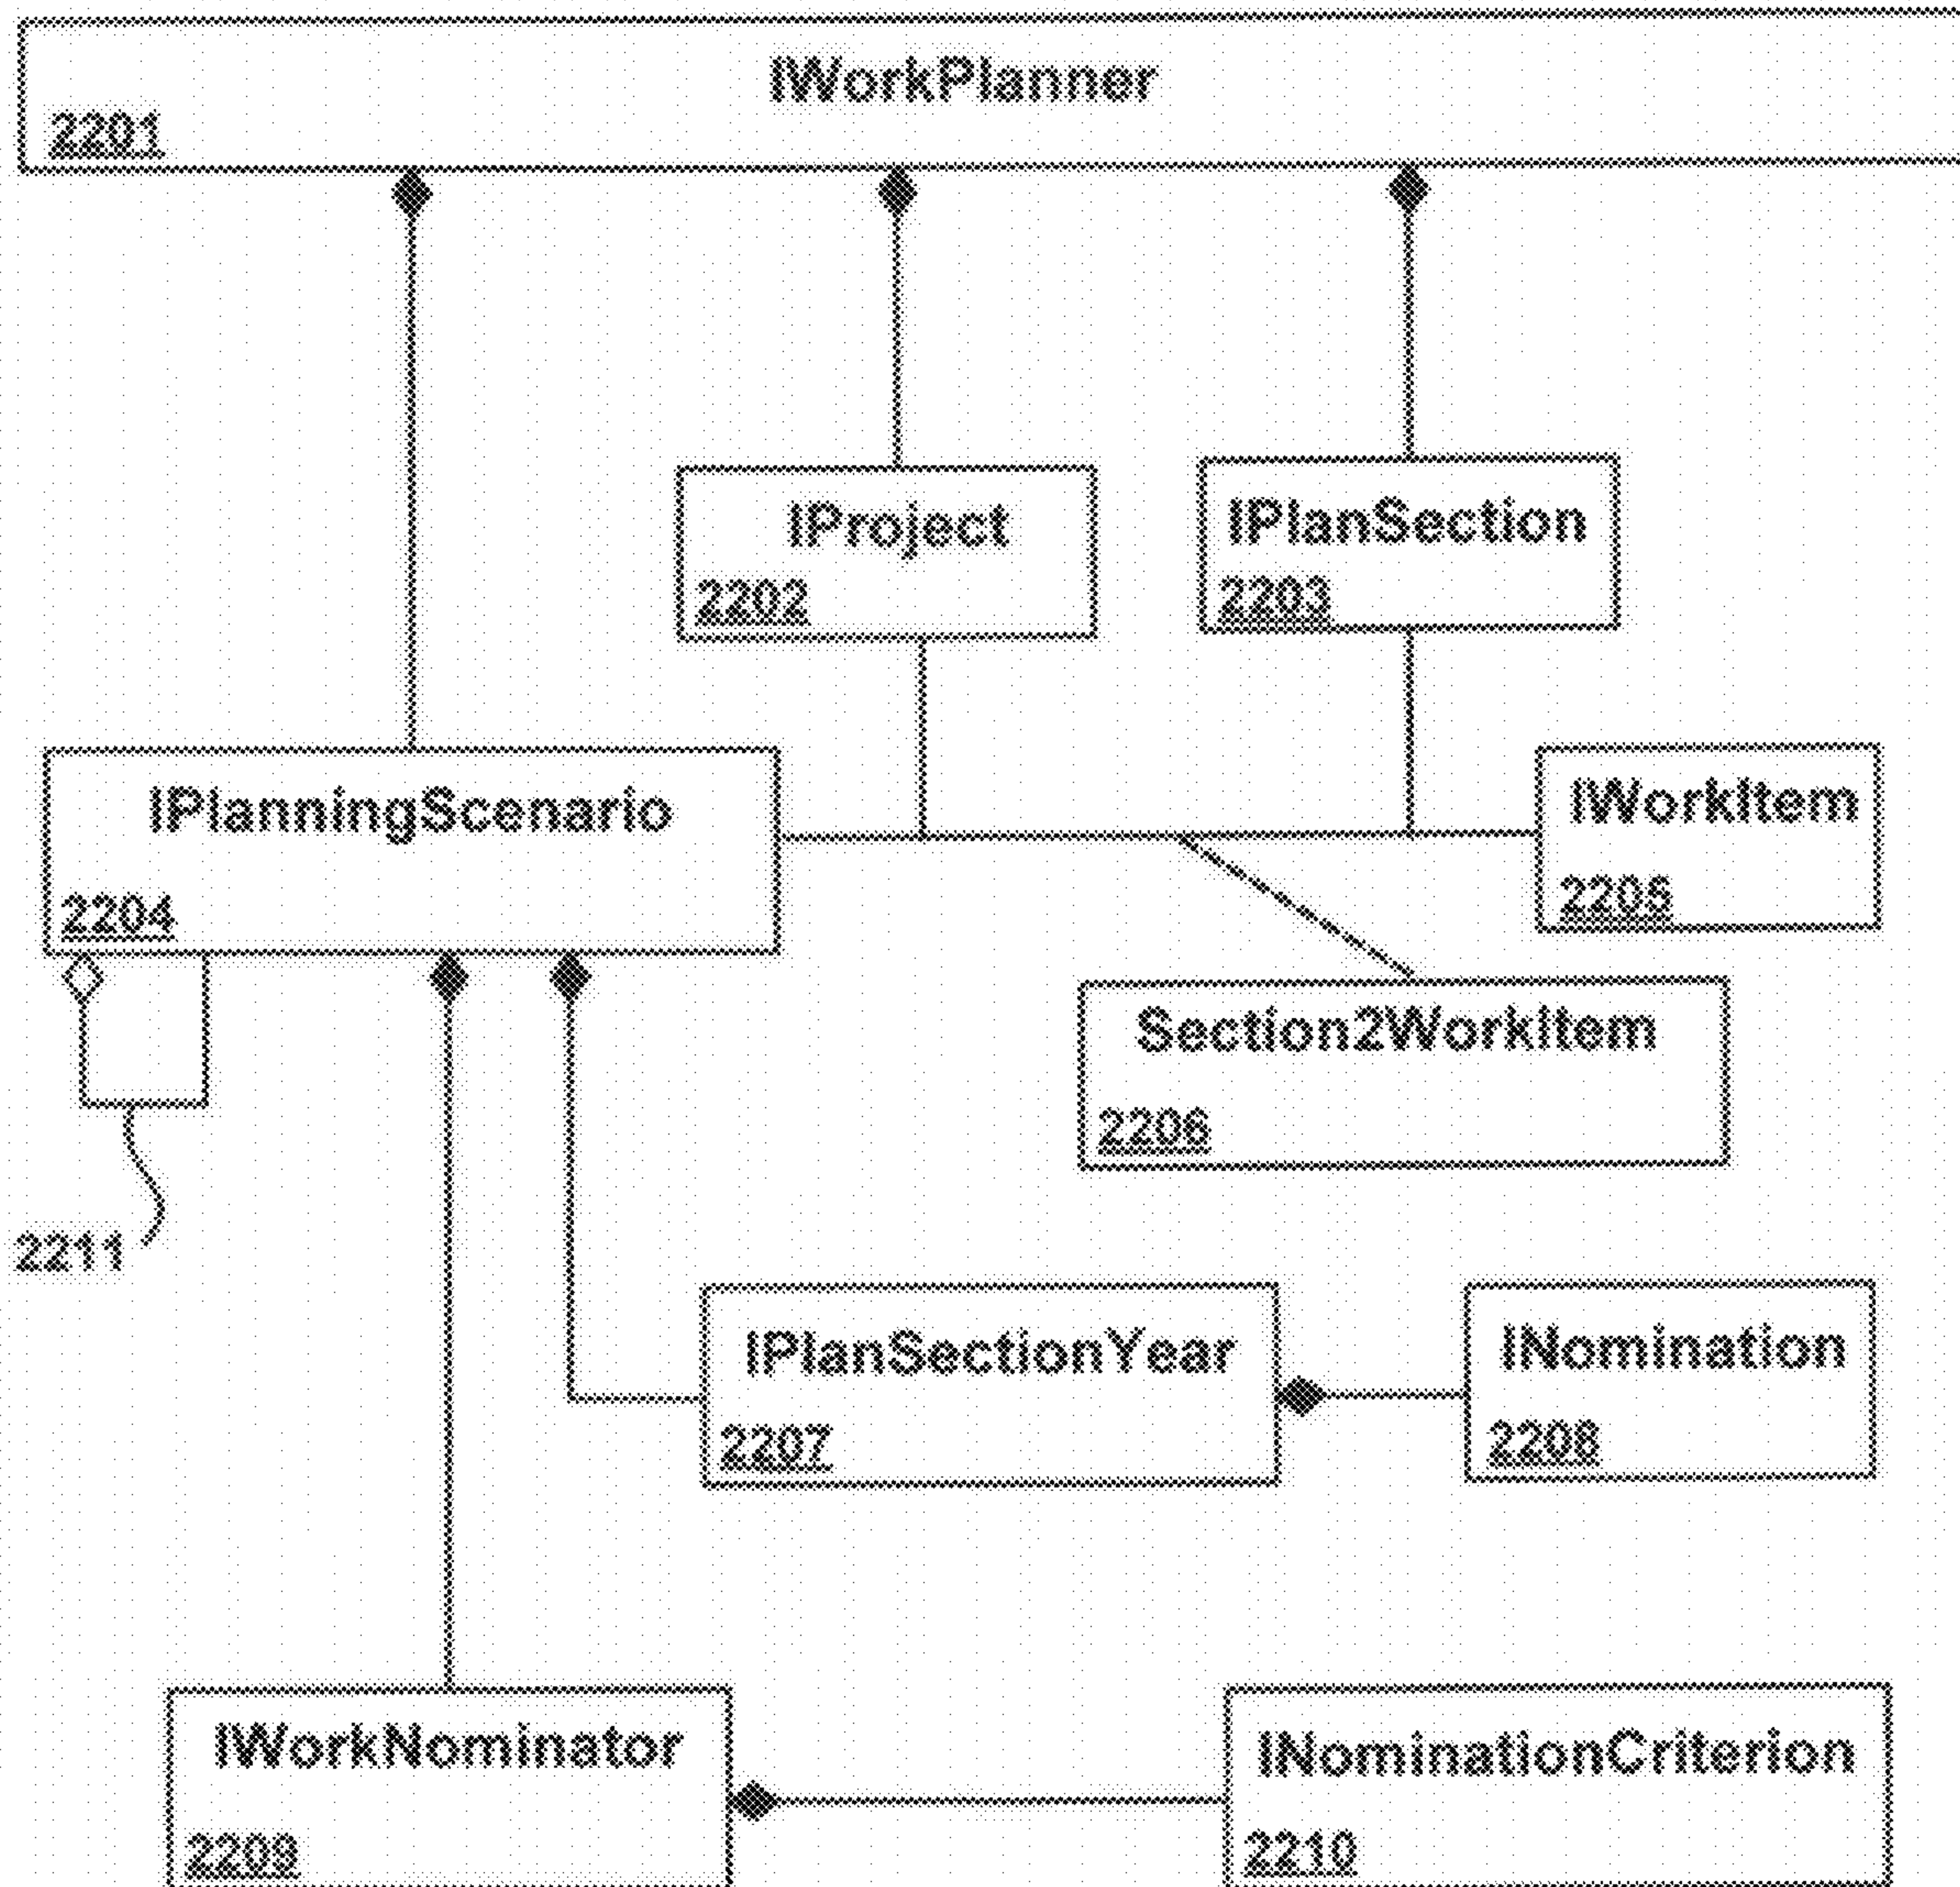 IWorkPlanner
2201
IProject
2202
IPlanSection
2203
IPlanningScenario
2204
IWorkItem
2205
Section2WorkItem
2206
2211
IPlanSectionYear
2207
INomination
2208
IWorkNominator
2209
INominationCriterion
2210